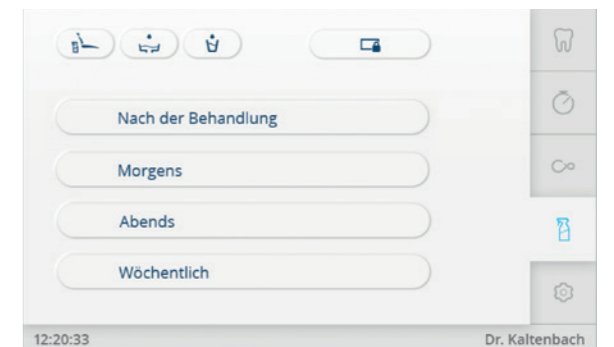 Nach der Behandlung
Morgens
Abends
Wöchentlich
12:20:33 Dr. Kaltenbach